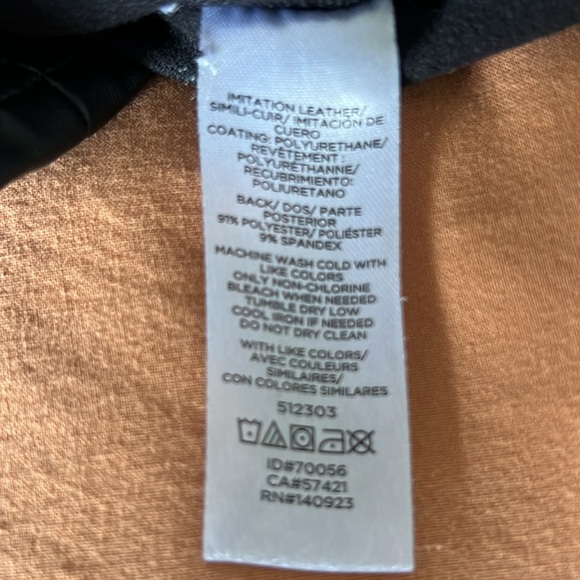 IMITATION LEATHER/
SIMILI-CUIR/ IMITACIÓN DE
CUERO
COATING: POLYURETHANE/
REVÊTEMENT :
POLYURÉTHANNE/
RECUBRIMIENTO:
POLIURETANO
BACK/ DOS/ PARTE
POSTERIOR
91% POLYESTER/ POLIÉSTER
9% SPANDEX
MACHINE WASH COLD WITH
LIKE COLORS
ONLY NON-CHLORINE
BLEACH WHEN NEEDED
TUMBLE DRY LOW
COOL IRON IF NEEDED
DO NOT DRY CLEAN
WITH LIKE COLORS/
AVEC COULEURS
SIMILAIRES/
CON COLORES SIMILARES
512303
ID#70056
CA#57421
RN#140923